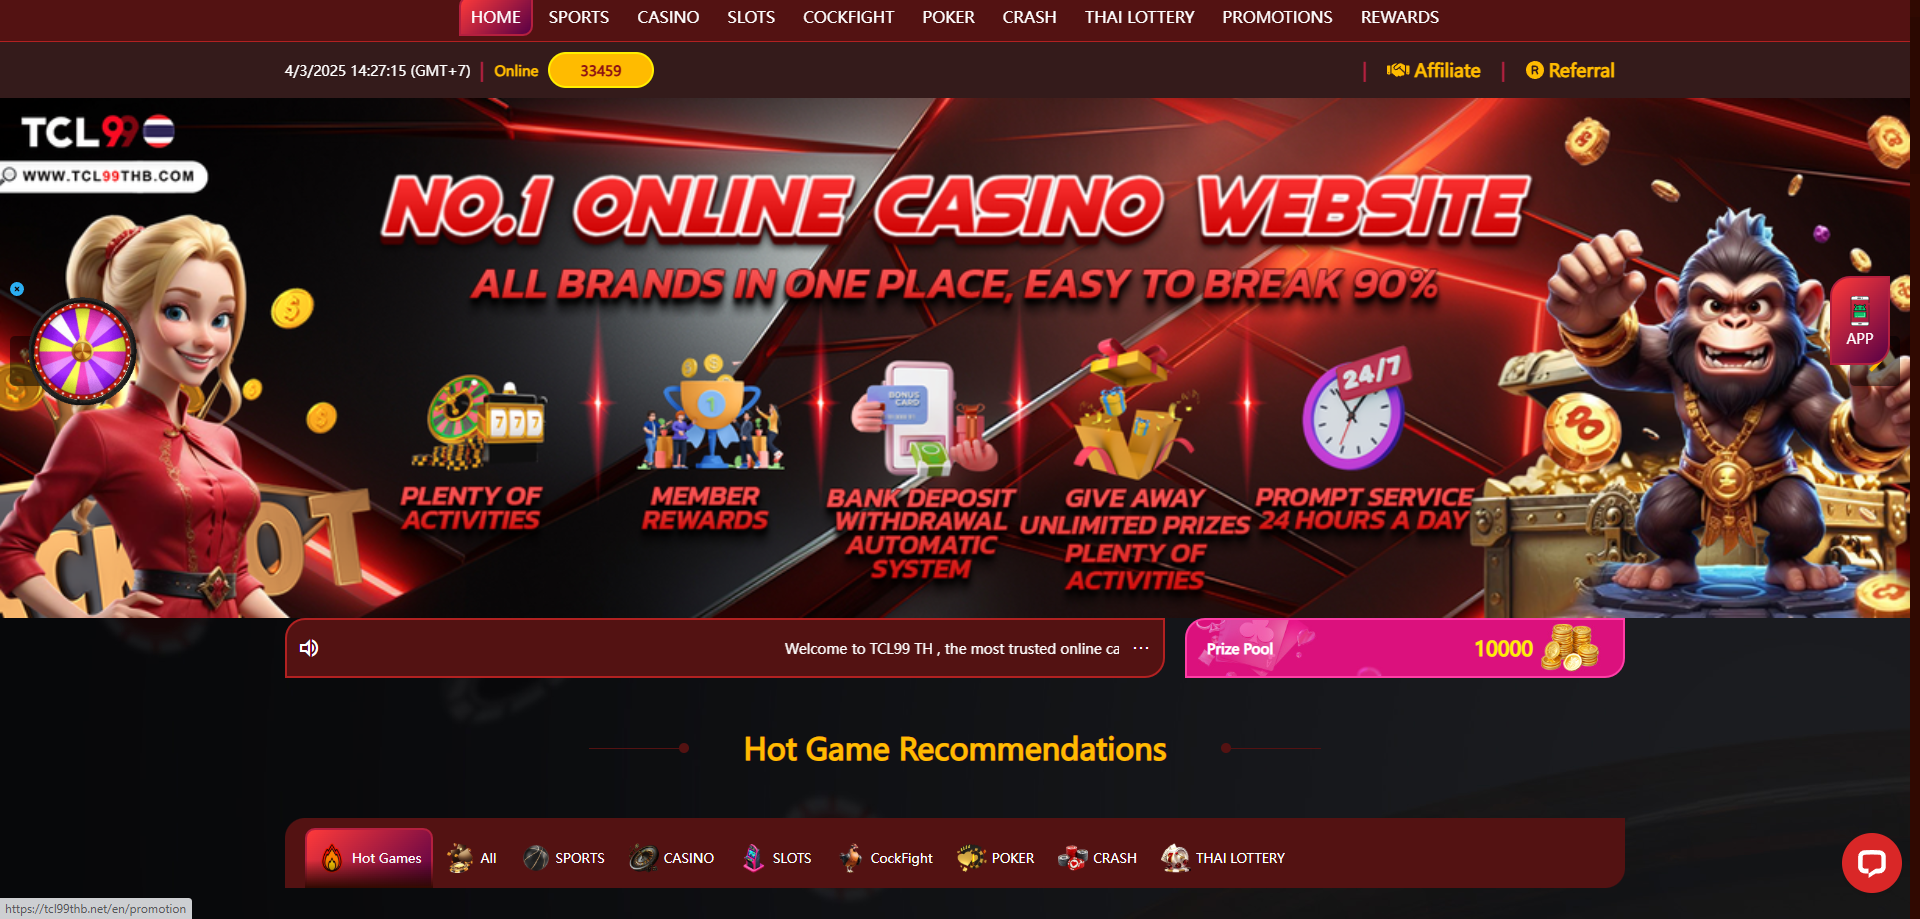 HOME SPORTS CASINO SLOTS COCKFIGHT POKER CRASH THAI LOTTERY PROMOTIONS REWARDS
4/3/2025 14:27:15 (GMT+7) | Online 33459 | Affiliate | R Referral
TCL99
WWW.TCL99THB.COM
NO.1 ONLINE CASINO WEBSITE
ALL BRANDS IN ONE PLACE, EASY TO BREAK 90%
APP
777
1
BONUS CARD
24/7
PLENTY OF
ACTIVITIES
MEMBER
REWARDS
BANK DEPOSIT
WITHDRAWAL
AUTOMATIC
SYSTEM
GIVE AWAY
UNLIMITED PRIZES
PLENTY OF
ACTIVITIES
PROMPT SERVICE
24 HOURS A DAY
Welcome to TCL99 TH , the most trusted online ca ...
Prize Pool 10000
Hot Game Recommendations
Hot Games All SPORTS CASINO SLOTS CockFight POKER CRASH THAI LOTTERY
https://tcl99thb.net/en/promotion